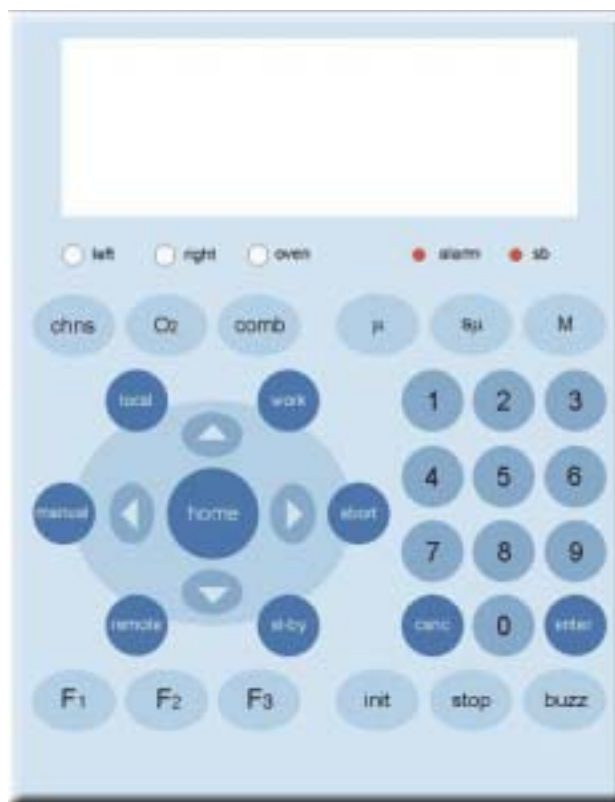 left right oven alarm sb
chns O2 comb μ sμ M
local work 1 2 3
manual home abort 4 5 6
7 8 9
remote st-by canc 0 enter
F1 F2 F3 init stop buzz